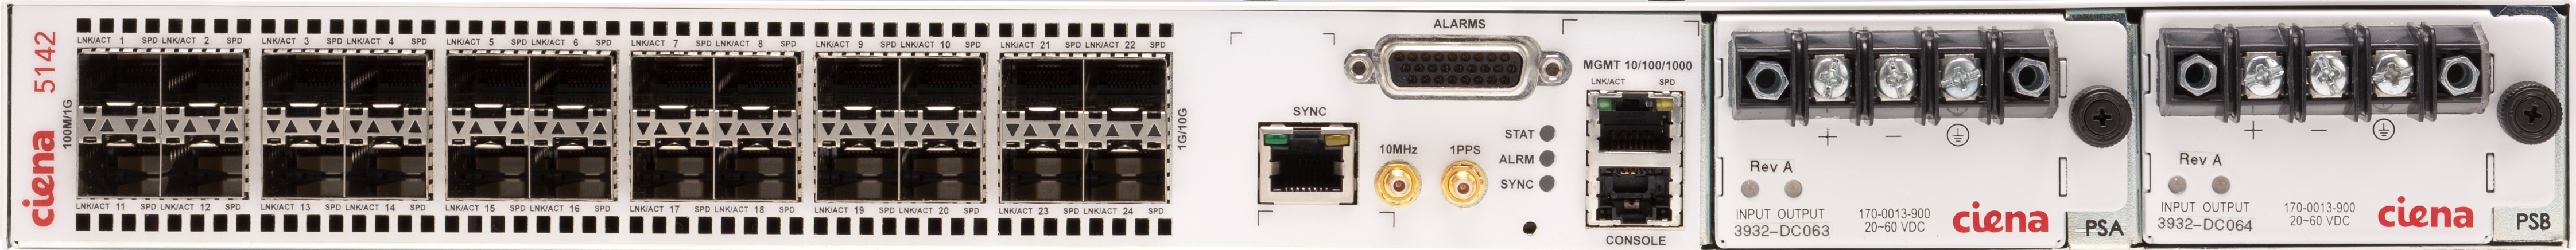 ciena 5142
100M/1G
LNK/ACT 1 SPD LNK/ACT 2 SPD
LNK/ACT 3 SPD LNK/ACT 4 SPD
LNK/ACT 5 SPD LNK/ACT 6 SPD
LNK/ACT 7 SPD LNK/ACT 8 SPD
LNK/ACT 9 SPD LNK/ACT 10 SPD
LNK/ACT 21 SPD LNK/ACT 22 SPD
LNK/ACT 11 SPD LNK/ACT 12 SPD
LNK/ACT 13 SPD LNK/ACT 14 SPD
LNK/ACT 15 SPD LNK/ACT 16 SPD
LNK/ACT 17 SPD LNK/ACT 18 SPD
LNK/ACT 19 SPD LNK/ACT 20 SPD
LNK/ACT 23 SPD LNK/ACT 24 SPD
1G/10G
SYNC
ALARMS
10MHz
1PPS
STAT
ALRM
SYNC
MGMT 10/100/1000
LNK/ACT SPD
CONSOLE
+ −
Rev A
INPUT OUTPUT
3932-DC063
170-0013-900
20~60 VDC
ciena
PSA
+ −
Rev A
INPUT OUTPUT
3932-DC064
170-0013-900
20~60 VDC
ciena
PSB